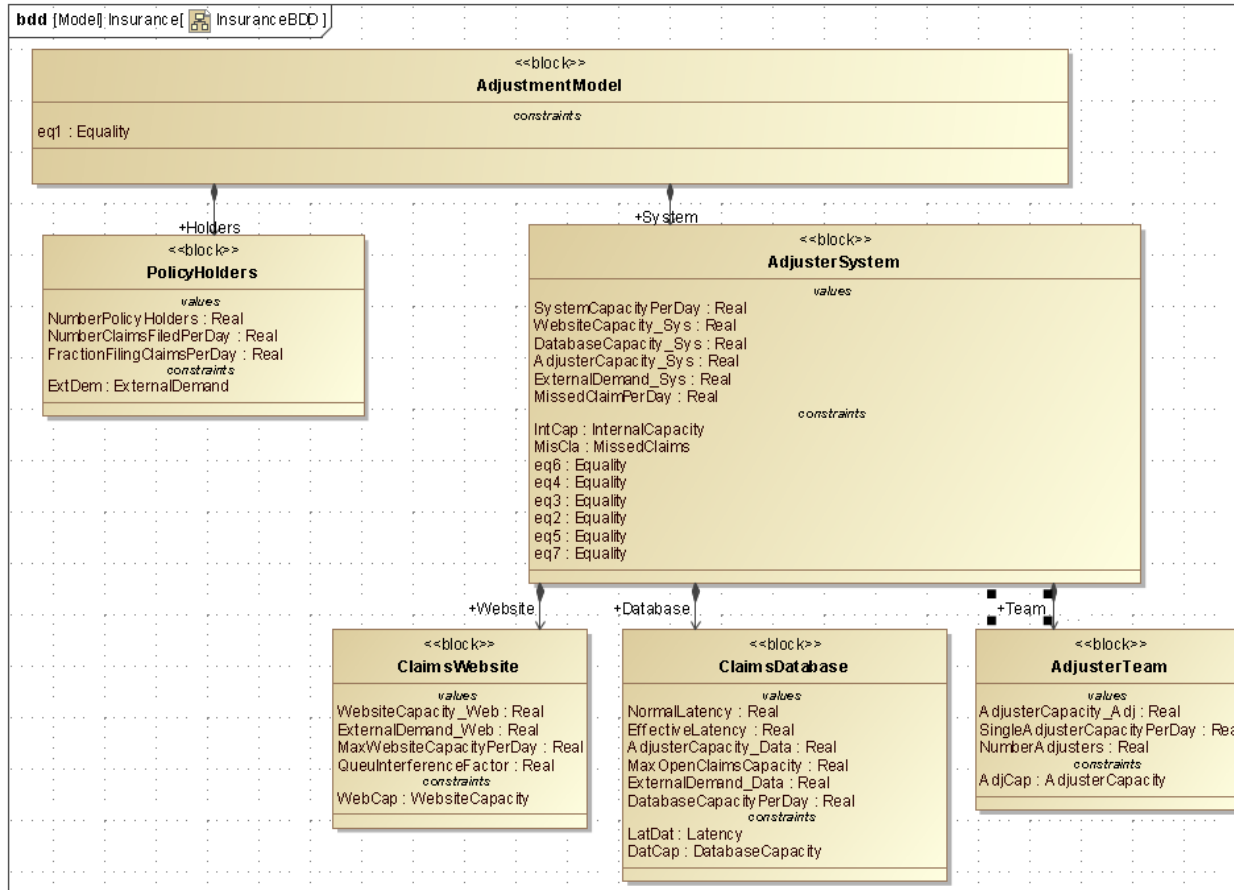 bdd [Model] Insurance[ InsuranceBDD ]
<<block>>
AdjustmentModel
constraints
eq1 : Equality
+Holders
+System
<<block>>
PolicyHolders
values
NumberPolicyHolders : Real
NumberClaimsFiledPerDay : Real
FractionFilingClaimsPerDay : Real
constraints
ExtDem : ExternalDemand
<<block>>
AdjusterSystem
values
SystemCapacityPerDay : Real
WebsiteCapacity_Sys : Real
DatabaseCapacity_Sys : Real
AdjusterCapacity_Sys : Real
ExternalDemand_Sys : Real
MissedClaimPerDay : Real
constraints
IntCap : InternalCapacity
MisCla : MissedClaims
eq6 : Equality
eq4 : Equality
eq3 : Equality
eq2 : Equality
eq5 : Equality
eq7 : Equality
+Website
+Database
+Team
<<block>>
ClaimsWebsite
values
WebsiteCapacity_Web : Real
ExternalDemand_Web : Real
MaxWebsiteCapacityPerDay : Real
QueuInterferenceFactor : Real
constraints
WebCap : WebsiteCapacity
<<block>>
ClaimsDatabase
values
NormalLatency : Real
EffectiveLatency : Real
AdjusterCapacity_Data : Real
MaxOpenClaimsCapacity : Real
ExternalDemand_Data : Real
DatabaseCapacityPerDay : Real
constraints
LatDat : Latency
DatCap : DatabaseCapacity
<<block>>
AdjusterTeam
values
AdjusterCapacity_Adj : Real
SingleAdjusterCapacityPerDay : Rea
NumberAdjusters : Real
constraints
AdjCap : AdjusterCapacity